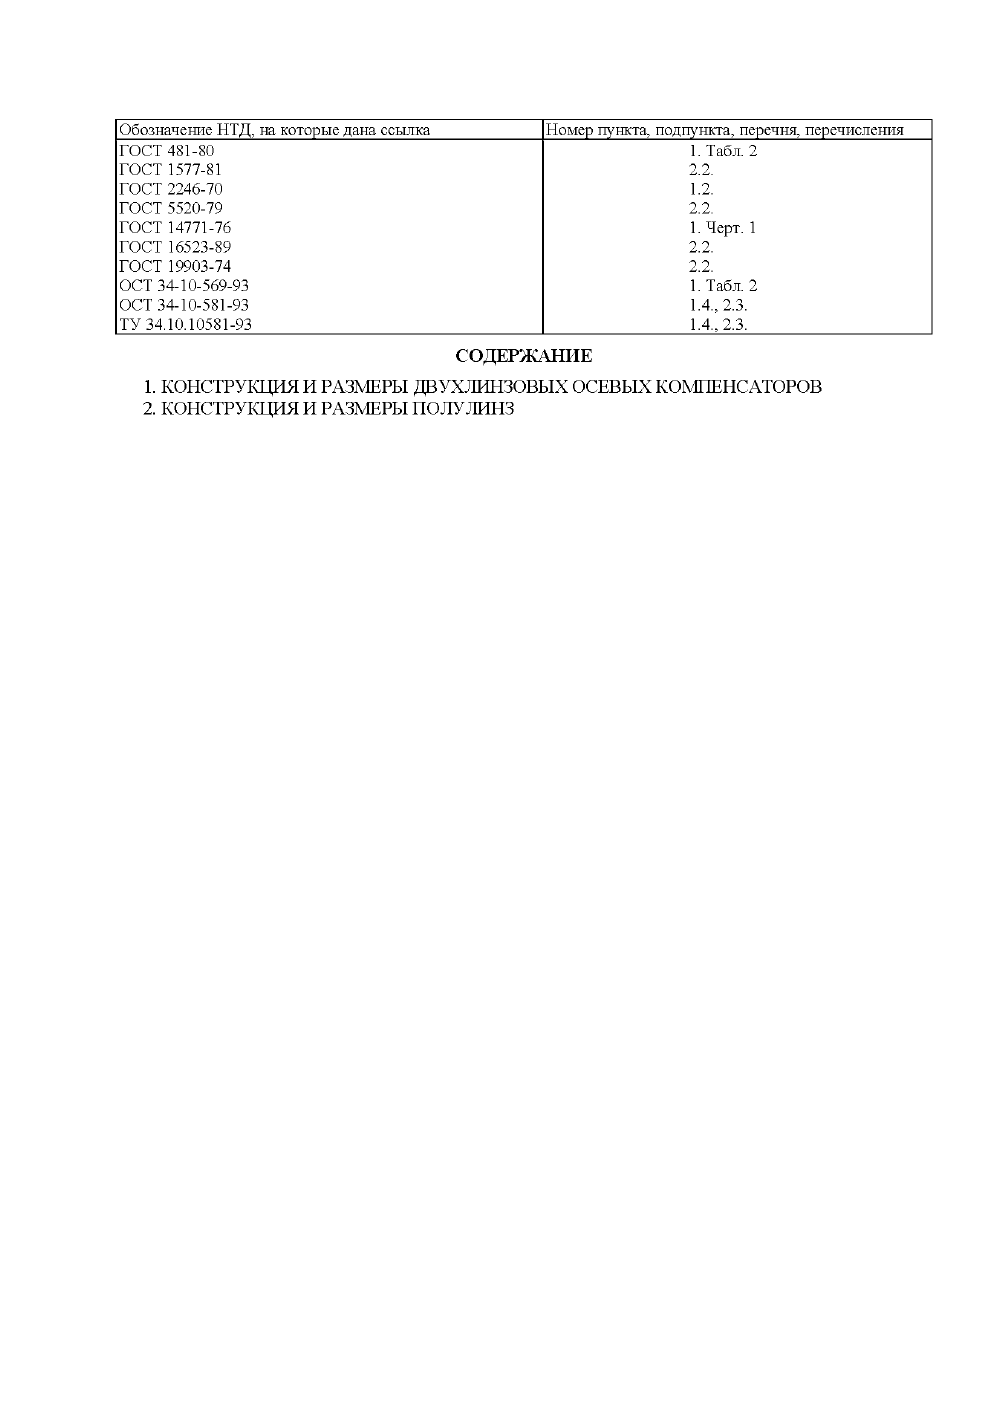 Обозначение НТД, на которые дана ссылка Номер пункта, подпункта, перечня, перечисления
ГОСТ 481-80 1. Табл. 2
ГОСТ 1577-81 2.2.
ГОСТ 2246-70 1.2.
ГОСТ 5520-79 2.2.
ГОСТ 14771-76 1. Черт. 1
ГОСТ 16523-89 2.2.
ГОСТ 19903-74 2.2.
ОСТ 34-10-569-93 1. Табл. 2
ОСТ 34-10-581-93 1.4., 2.3.
ТУ 34.10.10581-93 1.4., 2.3.
СОДЕРЖАНИЕ
1. КОНСТРУКЦИЯ И РАЗМЕРЫ ДВУХЛИНЗОВЫХ ОСЕВЫХ КОМПЕНСАТОРОВ
2. КОНСТРУКЦИЯ И РАЗМЕРЫ ПОЛУЛИНЗ